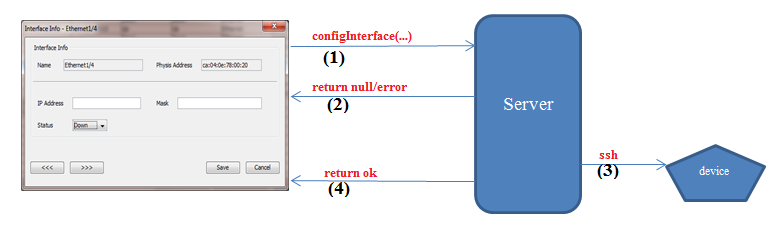 Interface Info - Ethernet1/4
Interface Info
Name Ethernet1/4 Physis Address ca:04:0e:78:00:20
IP Address Mask
Status Down
<<< >>> Save Cancel
configInterface(...)
(1)
return null/error
(2)
Server
ssh
(3)
device
return ok
(4)